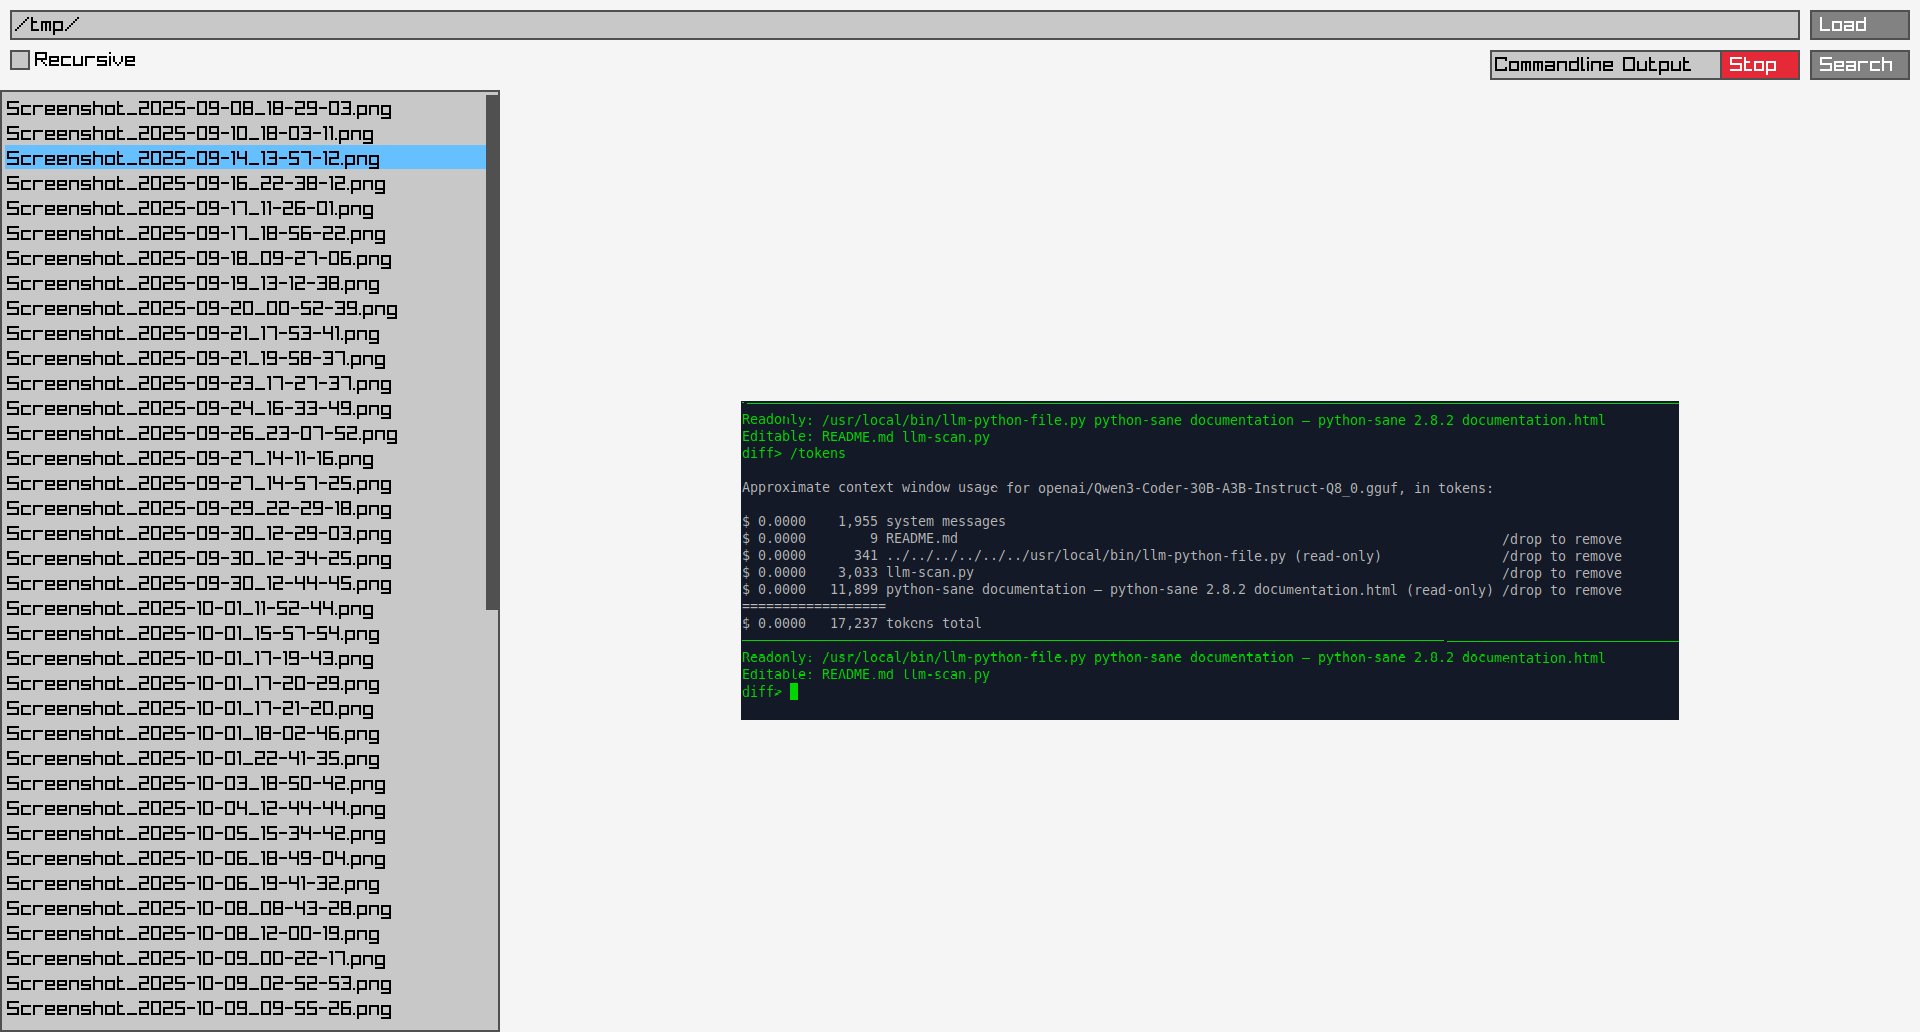 /tmp/
Load
Recursive
Commandline Output
Stop
Search
Screenshot_2025-09-08_18-29-03.png
Screenshot_2025-09-10_18-03-11.png
Screenshot_2025-09-14_13-57-12.png
Screenshot_2025-09-16_22-38-12.png
Screenshot_2025-09-17_11-26-01.png
Screenshot_2025-09-17_18-56-22.png
Screenshot_2025-09-18_09-27-06.png
Screenshot_2025-09-19_13-12-38.png
Screenshot_2025-09-20_00-52-39.png
Screenshot_2025-09-21_17-53-41.png
Screenshot_2025-09-21_19-58-37.png
Screenshot_2025-09-23_17-27-37.png
Screenshot_2025-09-24_16-33-49.png
Screenshot_2025-09-26_23-07-52.png
Screenshot_2025-09-27_14-11-16.png
Screenshot_2025-09-27_14-57-25.png
Screenshot_2025-09-29_22-29-18.png
Screenshot_2025-09-30_12-29-03.png
Screenshot_2025-09-30_12-34-25.png
Screenshot_2025-09-30_12-44-45.png
Screenshot_2025-10-01_11-52-44.png
Screenshot_2025-10-01_15-57-54.png
Screenshot_2025-10-01_17-19-43.png
Screenshot_2025-10-01_17-20-29.png
Screenshot_2025-10-01_17-21-20.png
Screenshot_2025-10-01_18-02-46.png
Screenshot_2025-10-01_22-41-35.png
Screenshot_2025-10-03_18-50-42.png
Screenshot_2025-10-04_12-44-44.png
Screenshot_2025-10-05_15-34-42.png
Screenshot_2025-10-06_18-49-04.png
Screenshot_2025-10-06_19-41-32.png
Screenshot_2025-10-08_08-43-28.png
Screenshot_2025-10-08_12-00-19.png
Screenshot_2025-10-09_00-22-17.png
Screenshot_2025-10-09_02-52-53.png
Screenshot_2025-10-09_09-55-26.png
Readonly: /usr/local/bin/llm-python-file.py python-sane documentation — python-sane 2.8.2 documentation.html
Editable: README.md llm-scan.py
diff> /tokens
Approximate context window usage for openai/Qwen3-Coder-30B-A3B-Instruct-Q8_0.gguf, in tokens:
$ 0.0000    1,955 system messages
$ 0.0000        9 README.md                                                                    /drop to remove
$ 0.0000      341 ../../../../../../usr/local/bin/llm-python-file.py (read-only)               /drop to remove
$ 0.0000    3,033 llm-scan.py                                                                  /drop to remove
$ 0.0000   11,899 python-sane documentation — python-sane 2.8.2 documentation.html (read-only) /drop to remove
==================
$ 0.0000   17,237 tokens total
Readonly: /usr/local/bin/llm-python-file.py python-sane documentation — python-sane 2.8.2 documentation.html
Editable: README.md llm-scan.py
diff>